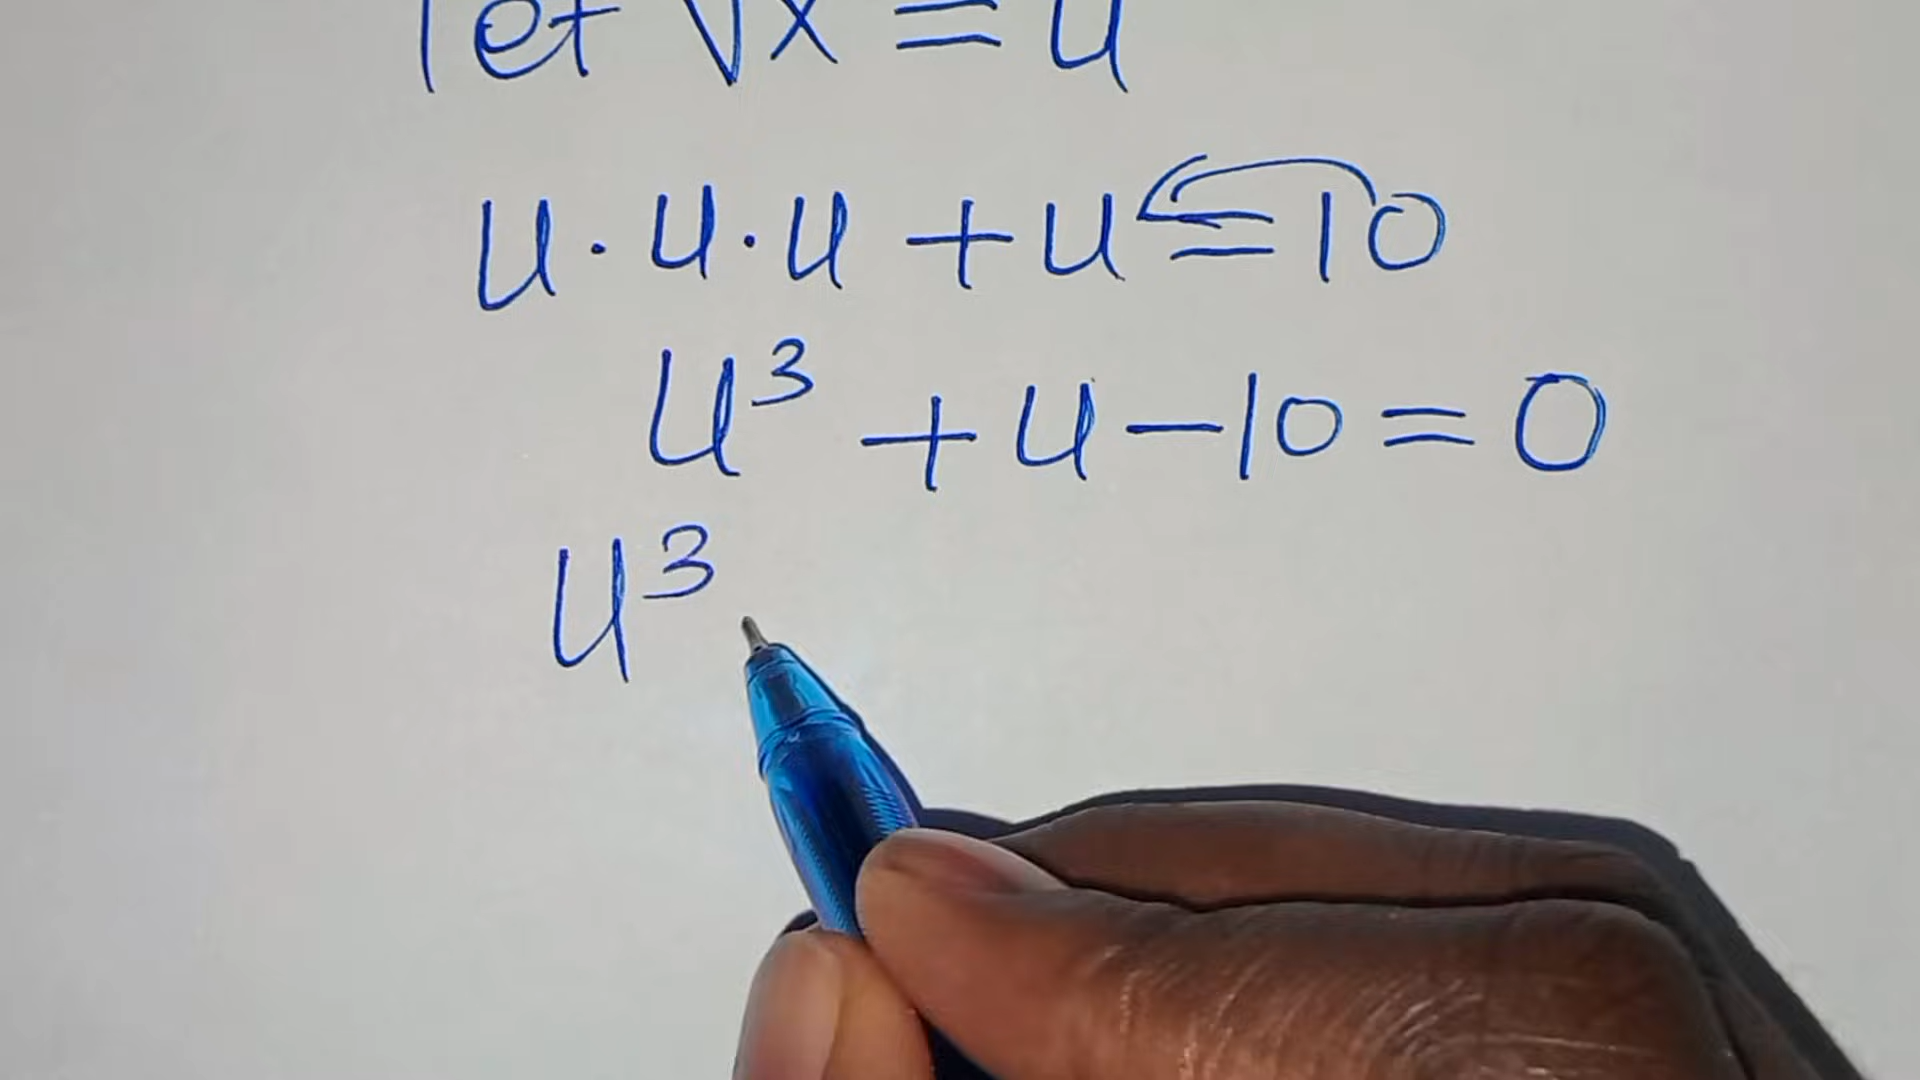 let √x = u
u · u · u + u = 10
u³ + u - 10 = 0
u³